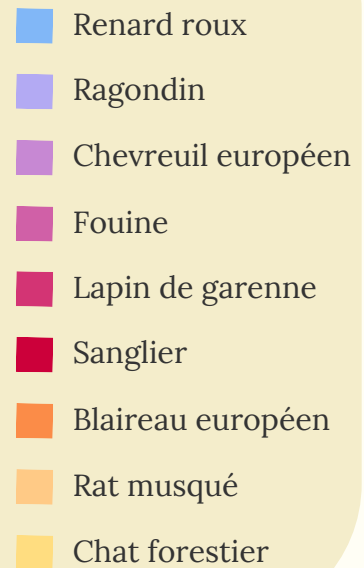 Renard roux
Ragondin
Chevreuil européen
Fouine
Lapin de garenne
Sanglier
Blaireau européen
Rat musqué
Chat forestier